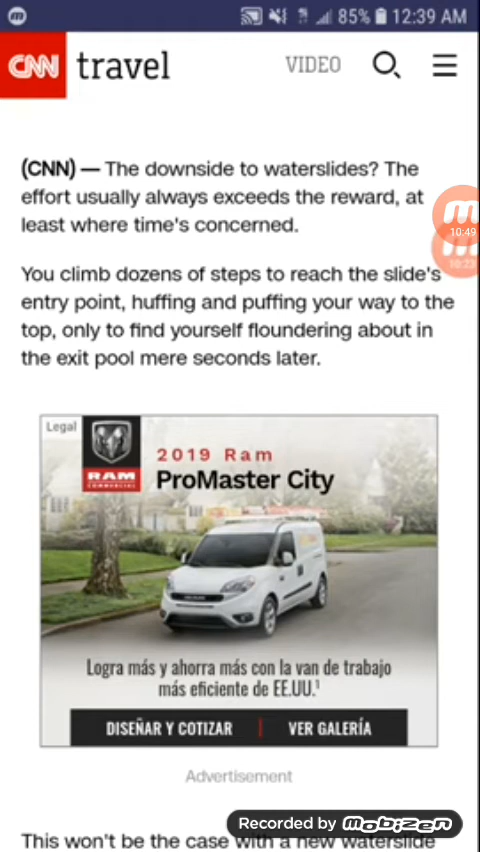 85% 12:39 AM
CNN travel VIDEO
(CNN) — The downside to waterslides? The
effort usually always exceeds the reward, at
least where time's concerned.
10:49
10:23
You climb dozens of steps to reach the slide's
entry point, huffing and puffing your way to the
top, only to find yourself floundering about in
the exit pool mere seconds later.
Legal
RAM
COMMERCIAL
2019 Ram
ProMaster City
Logra más y ahorra más con la van de trabajo
más eficiente de EE.UU.¹
DISEÑAR Y COTIZAR | VER GALERÍA
Advertisement
Recorded by Mobizen
This won't be the case with a new waterslide